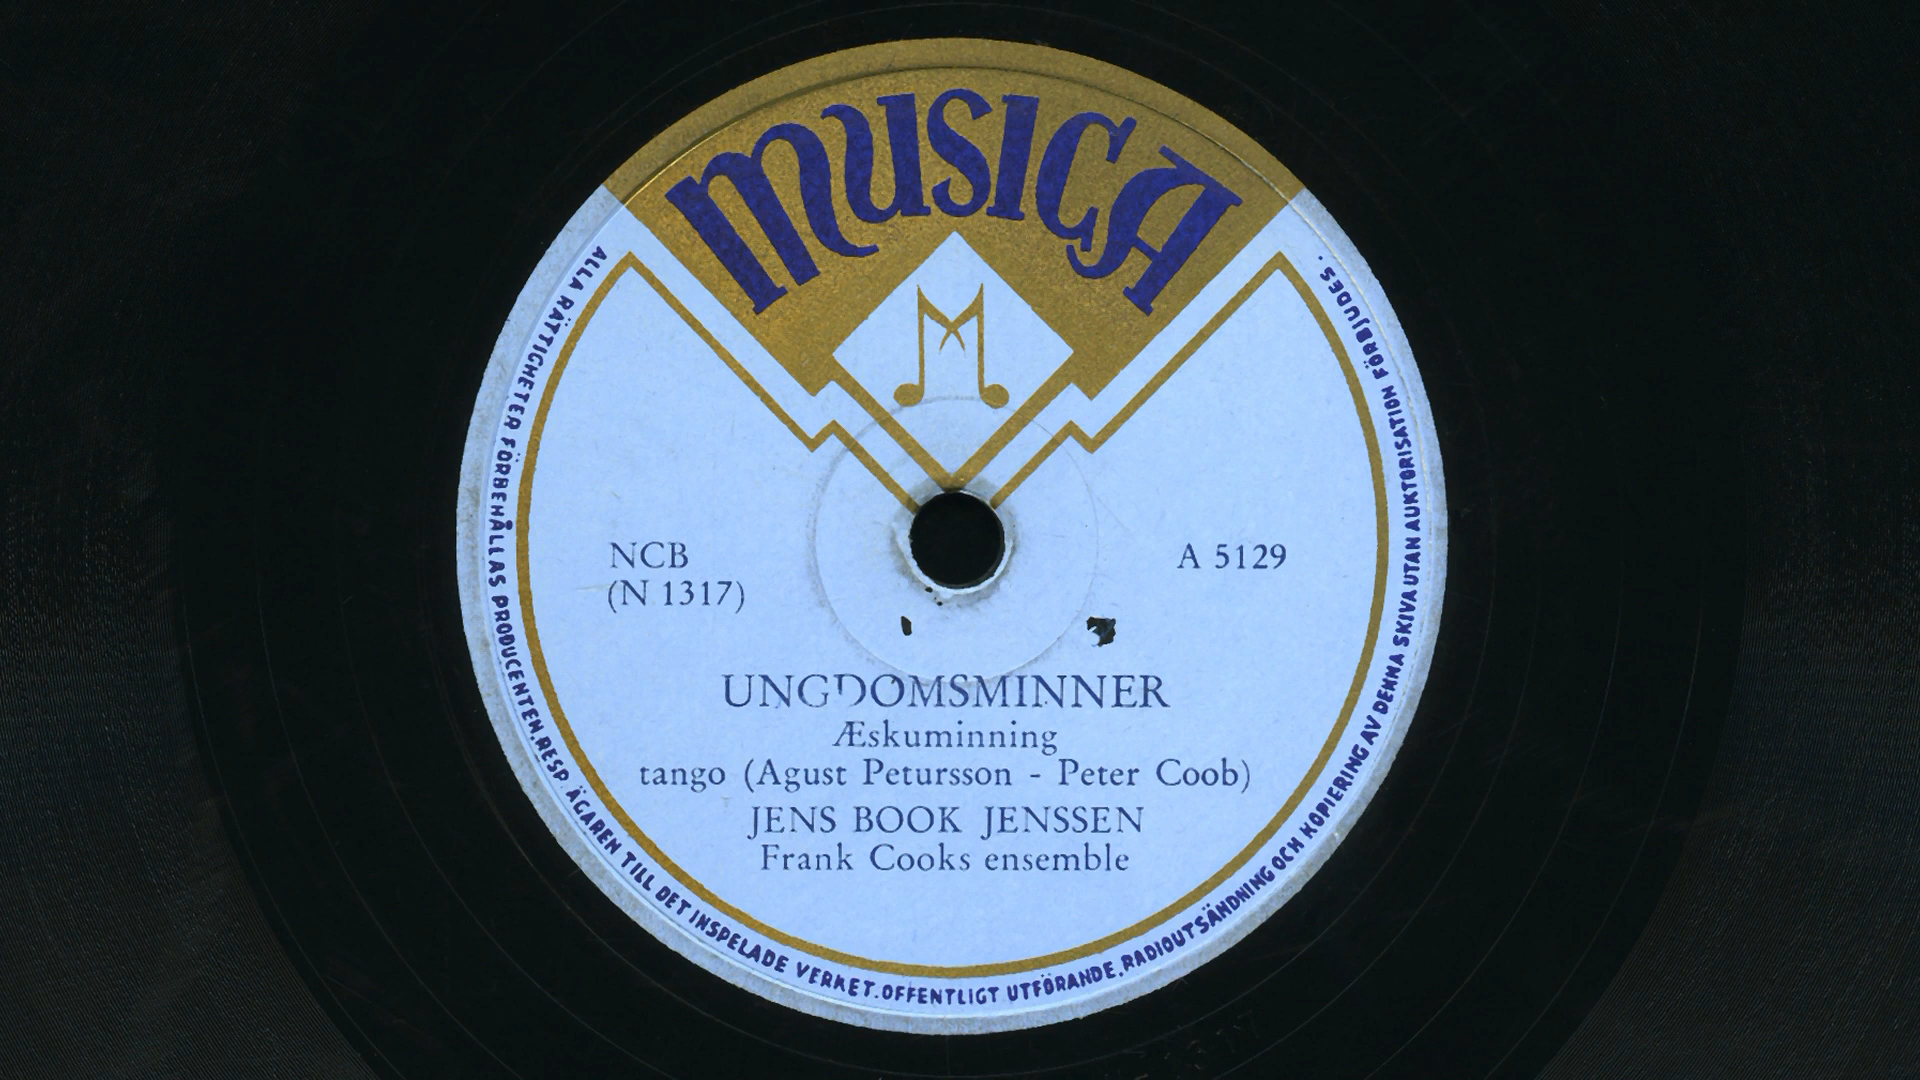 MUSICA
M
NCB
(N 1317)
A 5129
UNGDOMSMINNER
Æskuminning
tango (Agust Petursson - Peter Coob)
JENS BOOK JENSSEN
Frank Cooks ensemble
ALLA RÄTTIGHETER FÖRBEHÅLLAS PRODUCENTEN.RESP. ÄGAREN TILL DET INSPELADE VERKET.OFFENTLIGT UTFÖRANDE.RADIOUTSÄNDNING OCH KOPIERING AV DENNA SKIVA UTAN AUKTORISATION FÖRBJUDES.